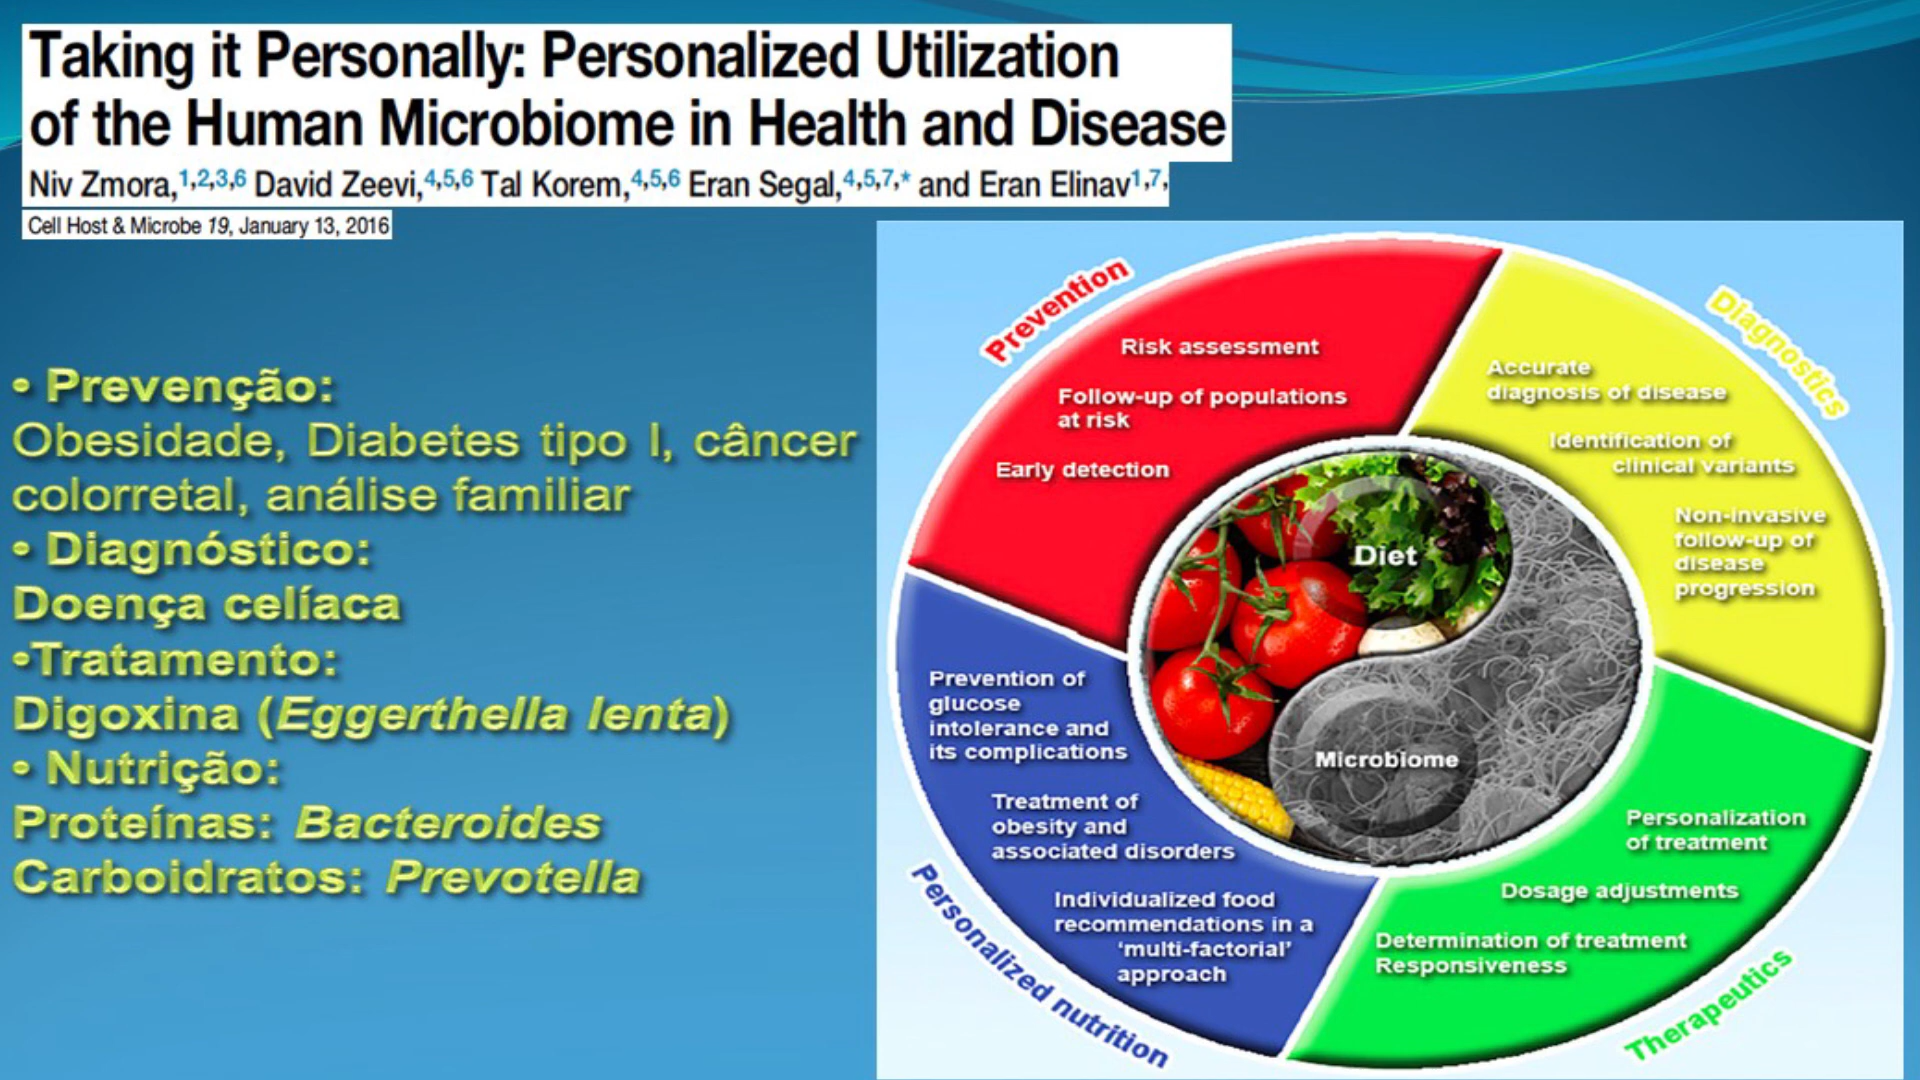 Taking it Personally: Personalized Utilization
of the Human Microbiome in Health and Disease
Niv Zmora,1,2,3,6 David Zeevi,4,5,6 Tal Korem,4,5,6 Eran Segal,4,5,7,* and Eran Elinav1,7,
Cell Host & Microbe 19, January 13, 2016
• Prevenção:
Obesidade, Diabetes tipo I, câncer
colorretal, análise familiar
• Diagnóstico:
Doença celíaca
•Tratamento:
Digoxina (Eggerthella lenta)
• Nutrição:
Proteínas: Bacteroides
Carboidratos: Prevotella
Prevention
Risk assessment
Follow-up of populations
at risk
Early detection
Diagnostics
Accurate
diagnosis of disease
Identification of
clinical variants
Non-invasive
follow-up of
disease
progression
Diet
Microbiome
Prevention of
glucose
intolerance and
its complications
Treatment of
obesity and
associated disorders
Individualized food
recommendations in a
‘multi-factorial’
approach
Personalized nutrition
Personalization
of treatment
Dosage adjustments
Determination of treatment
Responsiveness
Therapeutics